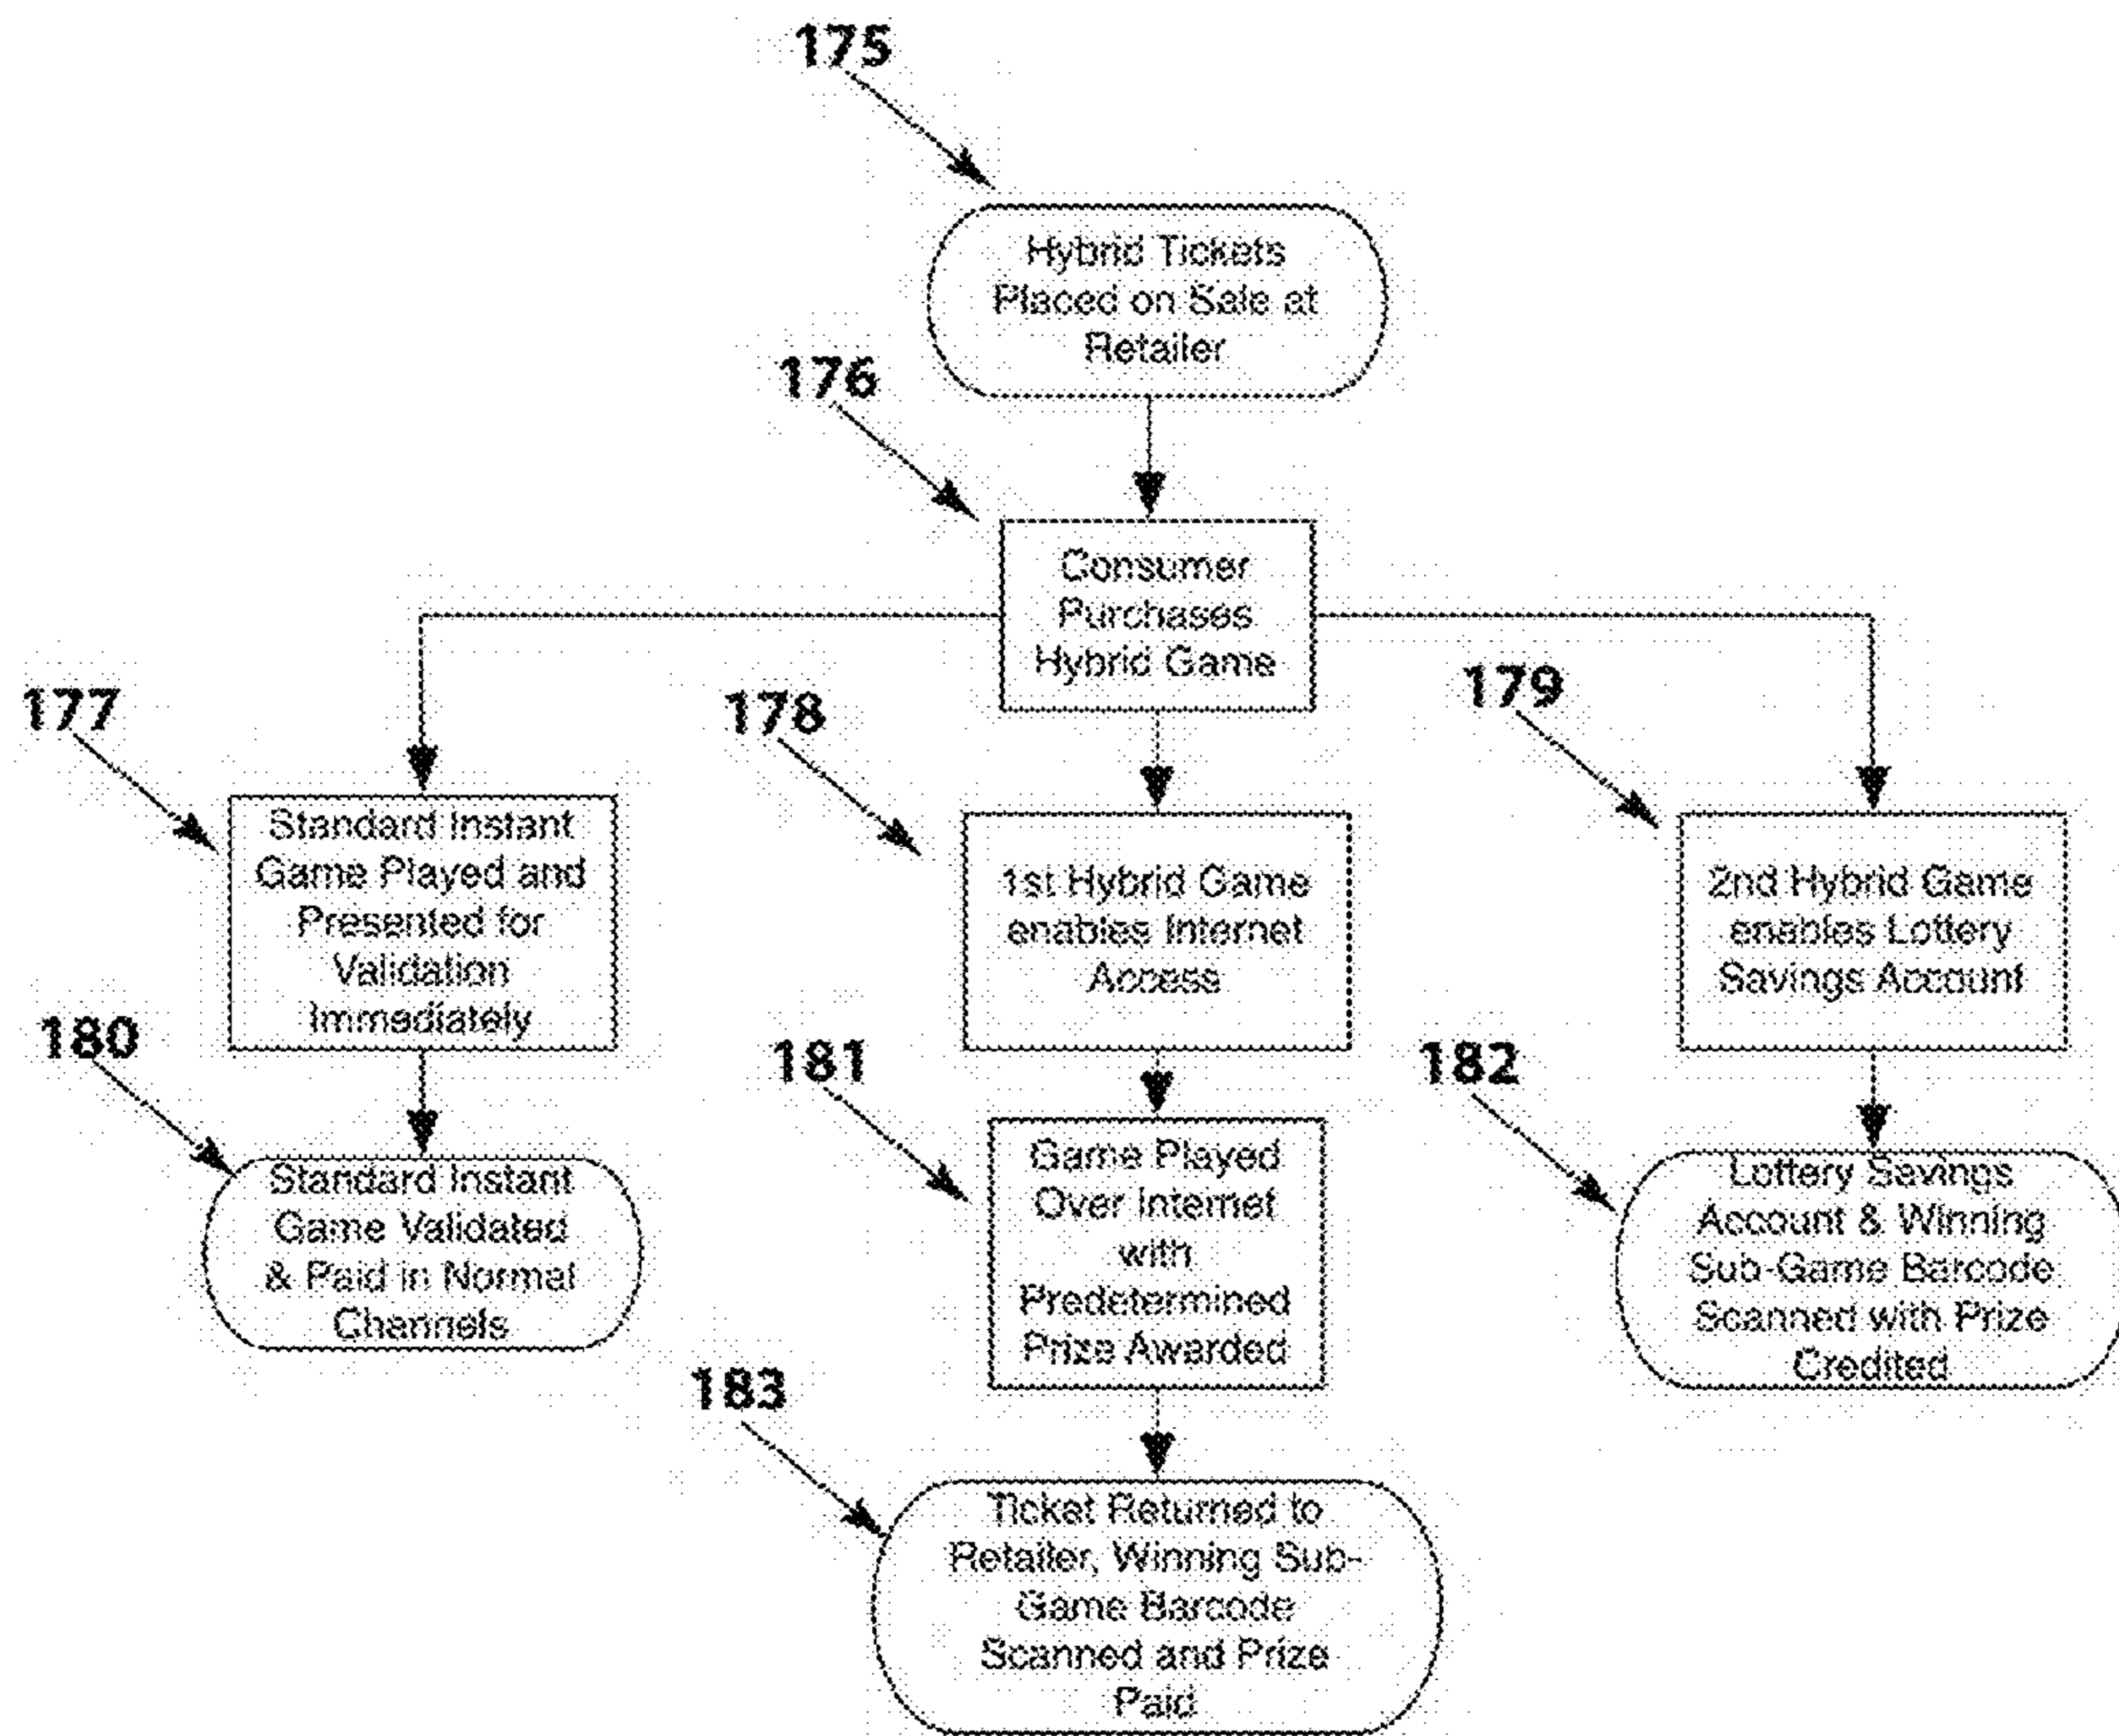 175
Hybrid Tickets
Placed on Sale at
Retailer
176
Consumer
Purchases
Hybrid Game
177
Standard Instant
Game Played and
Presented for
Validation
Immediately
178
1st Hybrid Game
enables Internet
Access
179
2nd Hybrid Game
enables Lottery
Savings Account
180
Standard Instant
Game Validated
& Paid in Normal
Channels
181
Game Played
Over Internet
with
Predetermined
Prize Awarded
182
Lottery Savings
Account & Winning
Sub-Game Barcode
Scanned with Prize
Credited
183
Ticket Returned to
Retailer, Winning Sub-
Game Barcode
Scanned and Prize
Paid